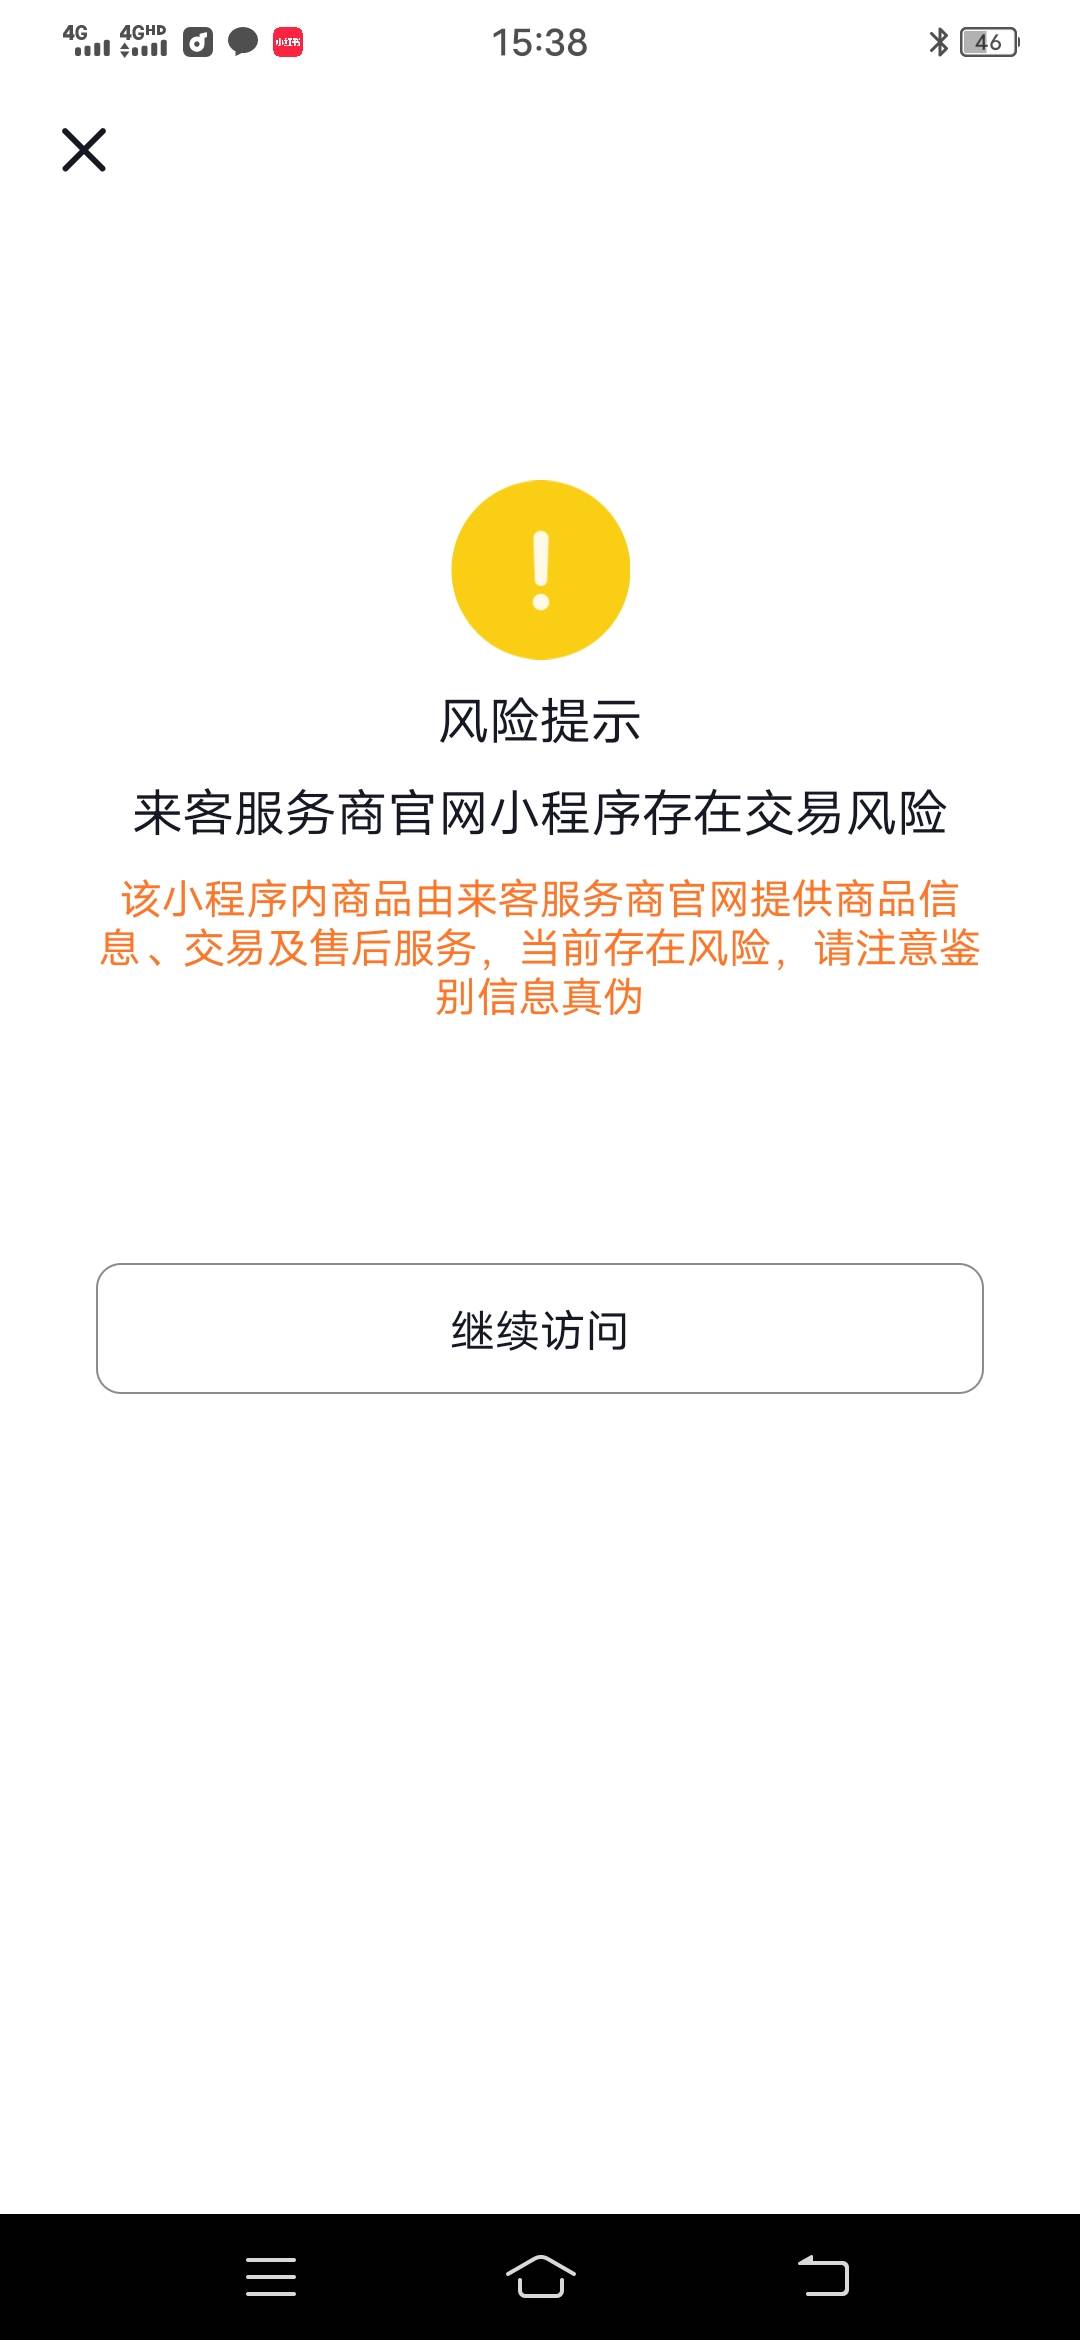 4G 4GHD 小红书 15:38 46
风险提示
来客服务商官网小程序存在交易风险
该小程序内商品由来客服务商官网提供商品信
息、交易及售后服务，当前存在风险，请注意鉴
别信息真伪
继续访问